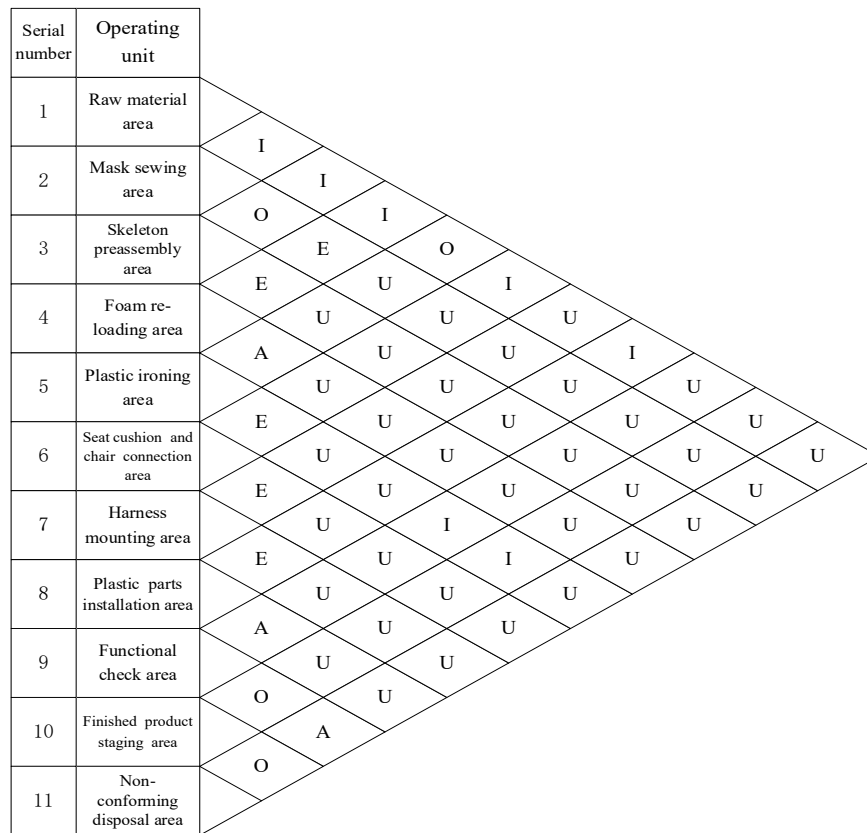 Serial
number
Operating
unit
1
Raw material
area
2
Mask sewing
area
3
Skeleton
preassembly
area
4
Foam re-
loading area
5
Plastic ironing
area
6
Seat cushion and
chair connection
area
7
Harness
mounting area
8
Plastic parts
installation area
9
Functional
check area
10
Finished product
staging area
11
Non-
conforming
disposal area
I
I
O I
E O
E U I
U U U
A U U I
U U U U
E U U U U
U U U U U
E U U U U
U I U U
E U I U
U U U
A U U
U U
O U
A
O